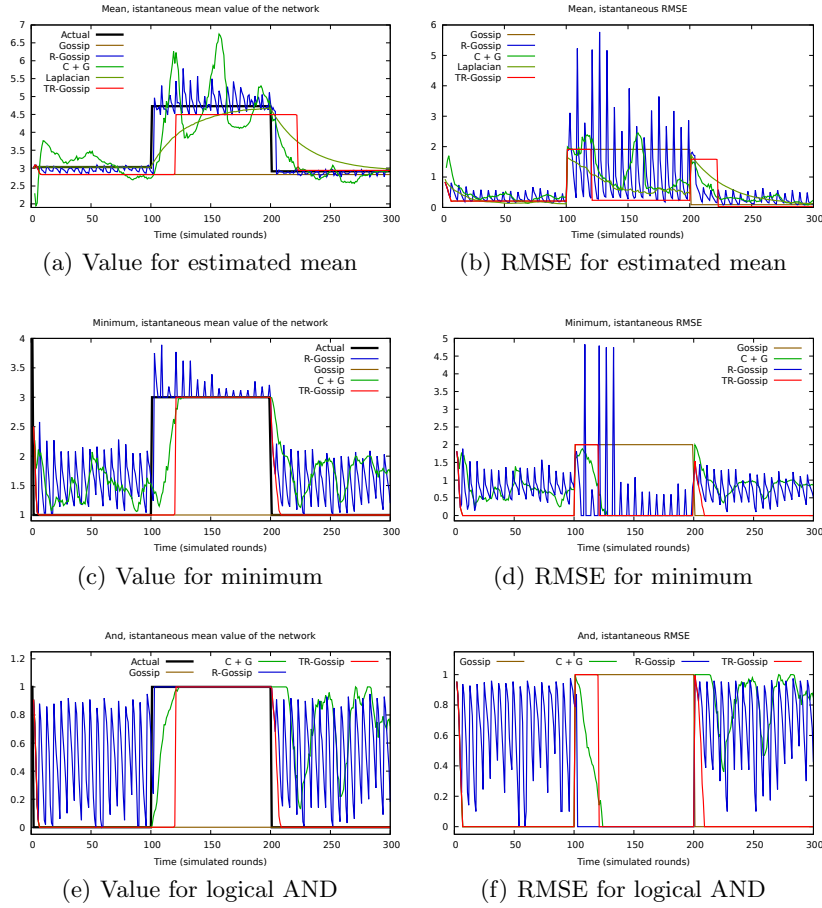 Mean, istantaneous mean value of the network
Actual
Gossip
R-Gossip
C + G
Laplacian
TR-Gossip
7
6.5
6
5.5
5
4.5
4
3.5
3
2.5
2
0 50 100 150 200 250 300
Time (simulated rounds)
(a) Value for estimated mean
Mean, istantaneous RMSE
Gossip
R-Gossip
C + G
Laplacian
TR-Gossip
6
5
4
3
2
1
0
0 50 100 150 200 250 300
Time (simulated rounds)
(b) RMSE for estimated mean
Minimum, istantaneous mean value of the network
Actual
R-Gossip
Gossip
C + G
TR-Gossip
4
3.5
3
2.5
2
1.5
1
0 50 100 150 200 250 300
Time (simulated rounds)
(c) Value for minimum
Minimum, istantaneous RMSE
Gossip
C + G
R-Gossip
TR-Gossip
5
4.5
4
3.5
3
2.5
2
1.5
1
0.5
0
0 50 100 150 200 250 300
Time (simulated rounds)
(d) RMSE for minimum
And, istantaneous mean value of the network
Actual C + G TR-Gossip
Gossip R-Gossip
1.2
1
0.8
0.6
0.4
0.2
0
0 50 100 150 200 250 300
Time (simulated rounds)
(e) Value for logical AND
And, istantaneous RMSE
Gossip C + G R-Gossip TR-Gossip
1
0.8
0.6
0.4
0.2
0
0 50 100 150 200 250 300
Time (simulated rounds)
(f) RMSE for logical AND